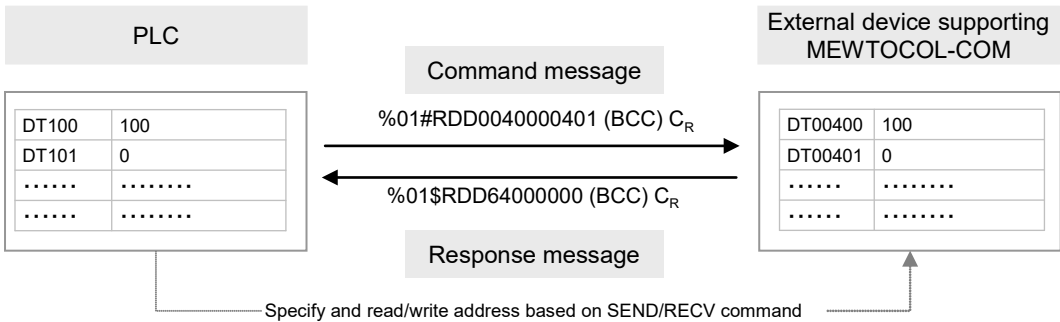 PLC
External device supporting
MEWTOCOL-COM
Command message
%01#RDD0040000401 (BCC) CR
DT100 100
DT101 0
...... ........
...... ........
DT00400 100
DT00401 0
...... ........
...... ........
%01$RDD64000000 (BCC) CR
Response message
Specify and read/write address based on SEND/RECV command